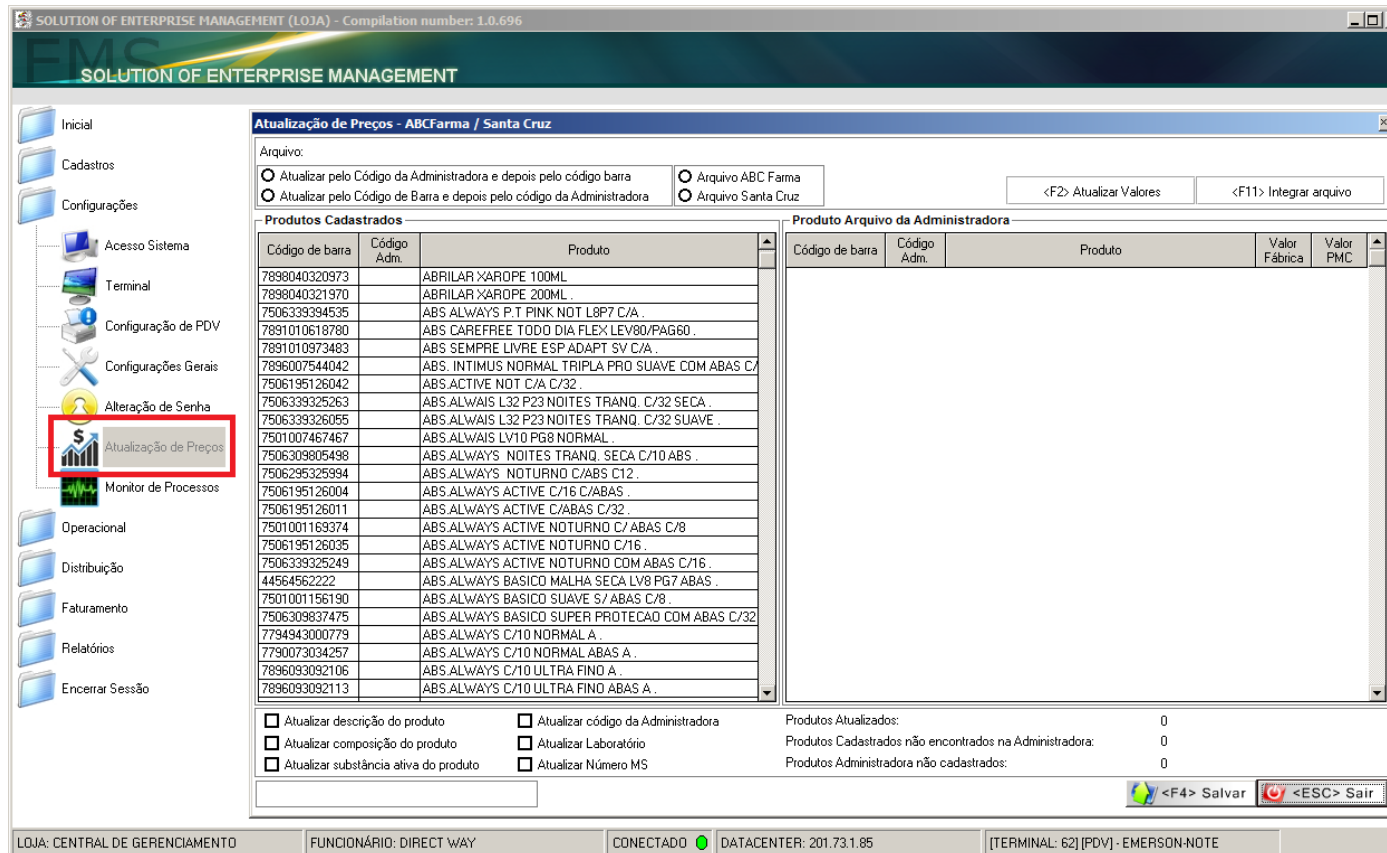 SOLUTION OF ENTERPRISE MANAGEMENT (LOJA) - Compilation number: 1.0.696
EMS
SOLUTION OF ENTERPRISE MANAGEMENT
Inicial
Cadastros
Configurações
Acesso Sistema
Terminal
Configuração de PDV
Configurações Gerais
Alteração de Senha
Atualização de Preços
Monitor de Processos
Operacional
Distribuição
Faturamento
Relatórios
Encerrar Sessão
Atualização de Preços - ABCFarma / Santa Cruz
Arquivo:
Atualizar pelo Código da Administradora e depois pelo código barra
Atualizar pelo Código de Barra e depois pelo código da Administradora
Arquivo ABC Farma
Arquivo Santa Cruz
<F2> Atualizar Valores
<F11> Integrar arquivo
Produtos Cadastrados
Código de barra Código Adm. Produto
7898040320973 ABRILAR XAROPE 100ML
7898040321970 ABRILAR XAROPE 200ML .
7506339394535 ABS ALWAYS P.T PINK NOT L8P7 C/A .
7891010618780 ABS CAREFREE TODO DIA FLEX LEV80/PAG60 .
7891010973483 ABS SEMPRE LIVRE ESP ADAPT SV C/A .
7896007544042 ABS. INTIMUS NORMAL TRIPLA PRO SUAVE COM ABAS C/
7506195126042 ABS.ACTIVE NOT C/A C/32 .
7506339325263 ABS.ALWAIS L32 P23 NOITES TRANQ. C/32 SECA .
7506339326055 ABS.ALWAIS L32 P23 NOITES TRANQ. C/32 SUAVE .
7501007467467 ABS.ALWAIS LV10 PG8 NORMAL .
7506309805498 ABS.ALWAYS  NOITES TRANQ. SECA C/10 ABS .
7506295325994 ABS.ALWAYS  NOTURNO C/ABS C12 .
7506195126004 ABS.ALWAYS ACTIVE C/16 C/ABAS .
7506195126011 ABS.ALWAYS ACTIVE C/ABAS C/32 .
7501001169374 ABS.ALWAYS ACTIVE NOTURNO C/ ABAS C/8
7506195126035 ABS.ALWAYS ACTIVE NOTURNO C/16 .
7506339325249 ABS.ALWAYS ACTIVE NOTURNO COM ABAS C/16 .
44564562222 ABS.ALWAYS BASICO MALHA SECA LV8 PG7 ABAS .
7501001156190 ABS.ALWAYS BASICO SUAVE S/ ABAS C/8 .
7506309837475 ABS.ALWAYS BASICO SUPER PROTECAO COM ABAS C/32
7794943000779 ABS.ALWAYS C/10 NORMAL A .
7790073034257 ABS.ALWAYS C/10 NORMAL ABAS A .
7896093092106 ABS.ALWAYS C/10 ULTRA FINO A .
7896093092113 ABS.ALWAYS C/10 ULTRA FINO ABAS A .
Produto Arquivo da Administradora
Código de barra Código Adm. Produto Valor Fábrica Valor PMC
Atualizar descrição do produto
Atualizar composição do produto
Atualizar substância ativa do produto
Atualizar código da Administradora
Atualizar Laboratório
Atualizar Número MS
Produtos Atualizados: 0
Produtos Cadastrados não encontrados na Administradora: 0
Produtos Administradora não cadastrados: 0
<F4> Salvar
<ESC> Sair
LOJA: CENTRAL DE GERENCIAMENTO
FUNCIONÁRIO: DIRECT WAY
CONECTADO
DATACENTER: 201.73.1.85
[TERMINAL: 62] [PDV] - EMERSON-NOTE